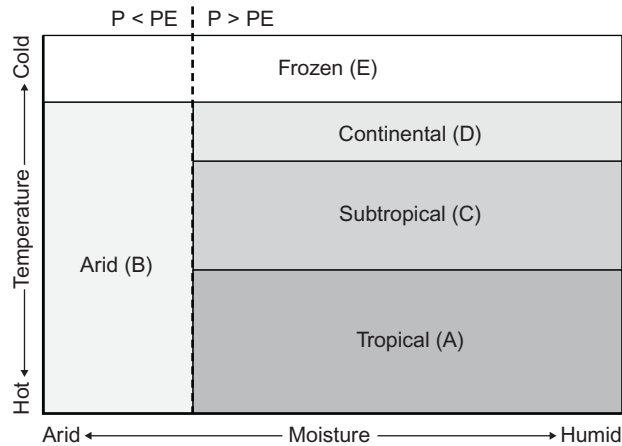 P < PE
P > PE
Cold
Temperature
Hot
Frozen (E)
Continental (D)
Subtropical (C)
Arid (B)
Tropical (A)
Arid
Moisture
Humid